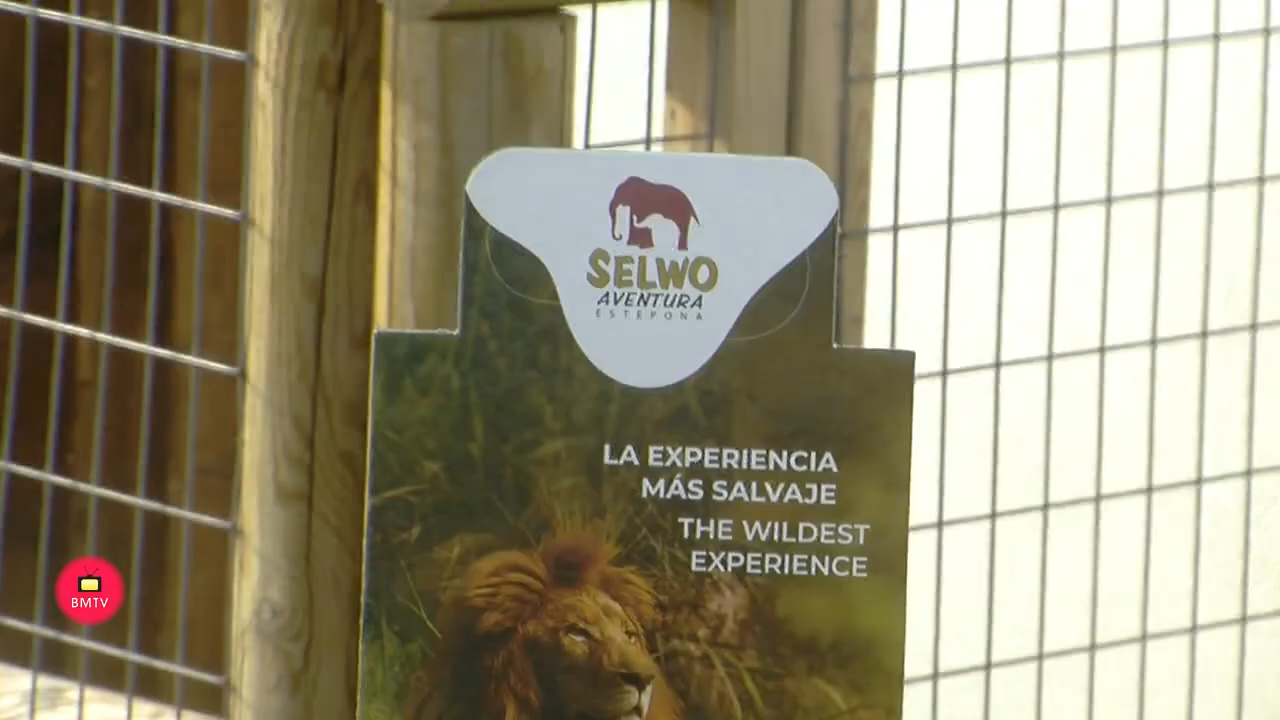 SELWO
AVENTURA
ESTEPONA
LA EXPERIENCIA
MÁS SALVAJE
THE WILDEST
EXPERIENCE
BMTV